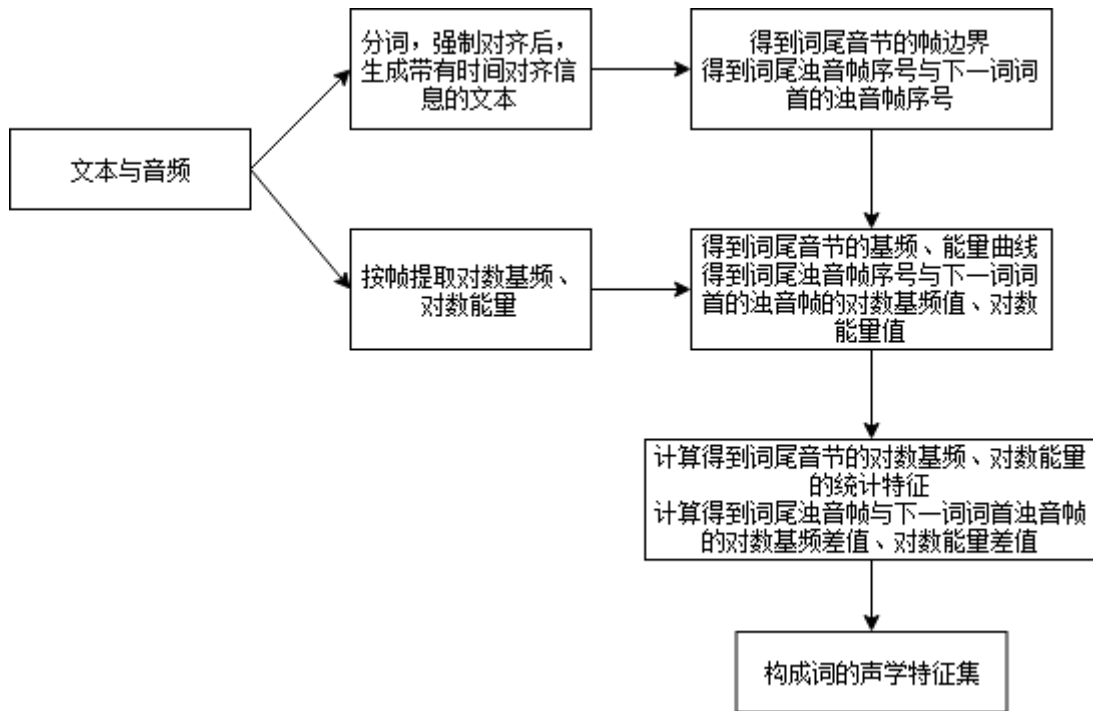 文本与音频
分词，强制对齐后，
生成带有时间对齐信
息的文本
得到词尾音节的帧边界
得到词尾浊音帧序号与下一词词
首的浊音帧序号
按帧提取对数基频、
对数能量
得到词尾音节的基频、能量曲线
得到词尾浊音帧序号与下一词词
首的浊音帧的对数基频值、对数
能量值
计算得到词尾音节的对数基频、对数能量
的统计特征
计算得到词尾浊音帧与下一词词首浊音帧
的对数基频差值、对数能量差值
构成词的声学特征集